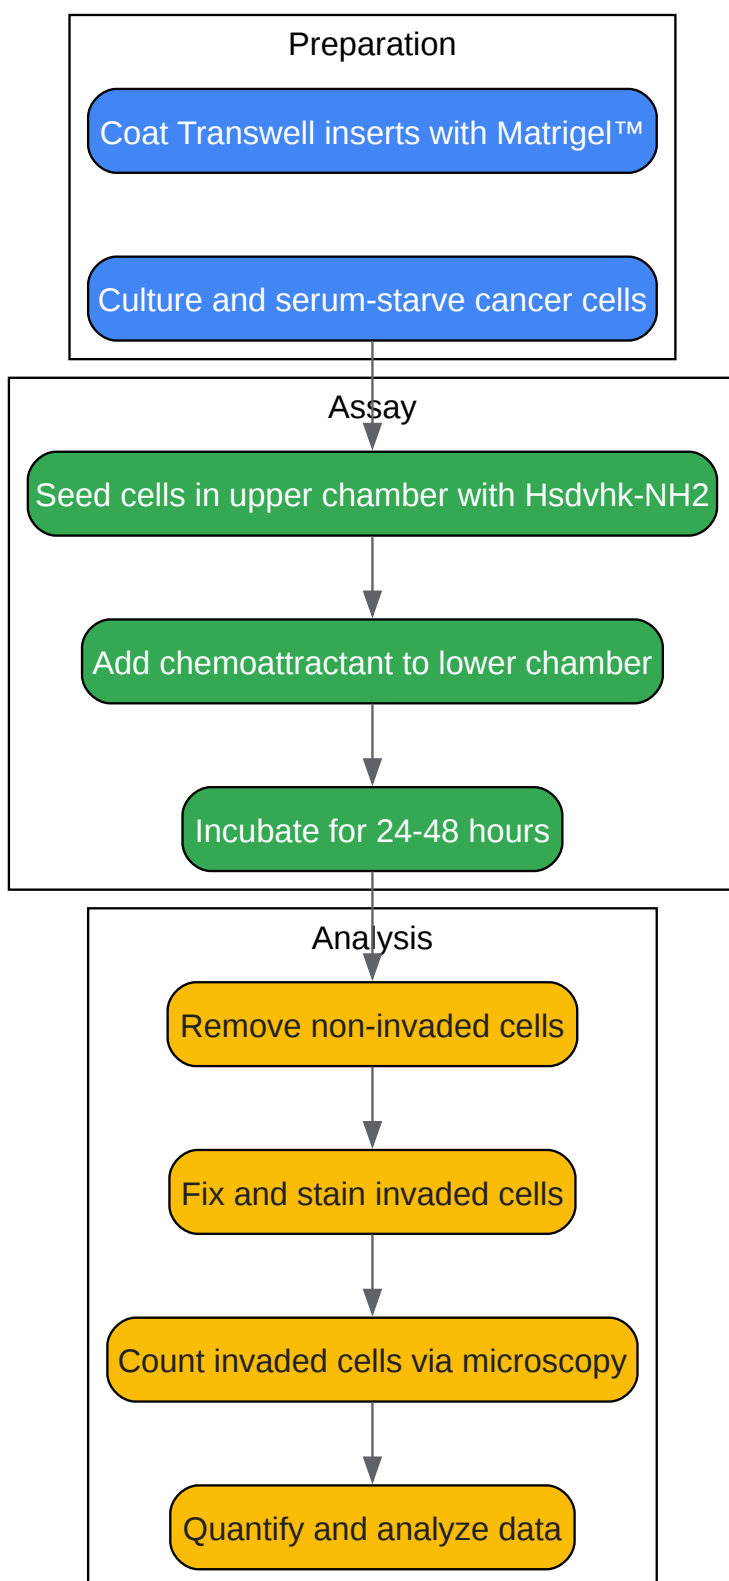 Preparation
Coat Transwell inserts with Matrigel™
Culture and serum-starve cancer cells
Assay
Seed cells in upper chamber with Hsdvhk-NH2
Add chemoattractant to lower chamber
Incubate for 24-48 hours
Analysis
Remove non-invaded cells
Fix and stain invaded cells
Count invaded cells via microscopy
Quantify and analyze data